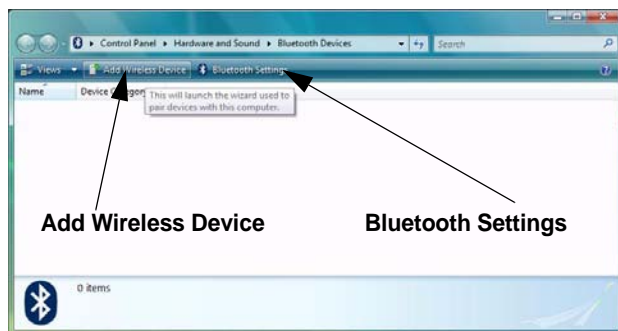 Control Panel ▸ Hardware and Sound ▸ Bluetooth Devices
Search
Views
Add Wireless Device
Bluetooth Settings
Name
Device Category
This will launch the wizard used to
pair devices with this computer.
Add Wireless Device
Bluetooth Settings
0 items